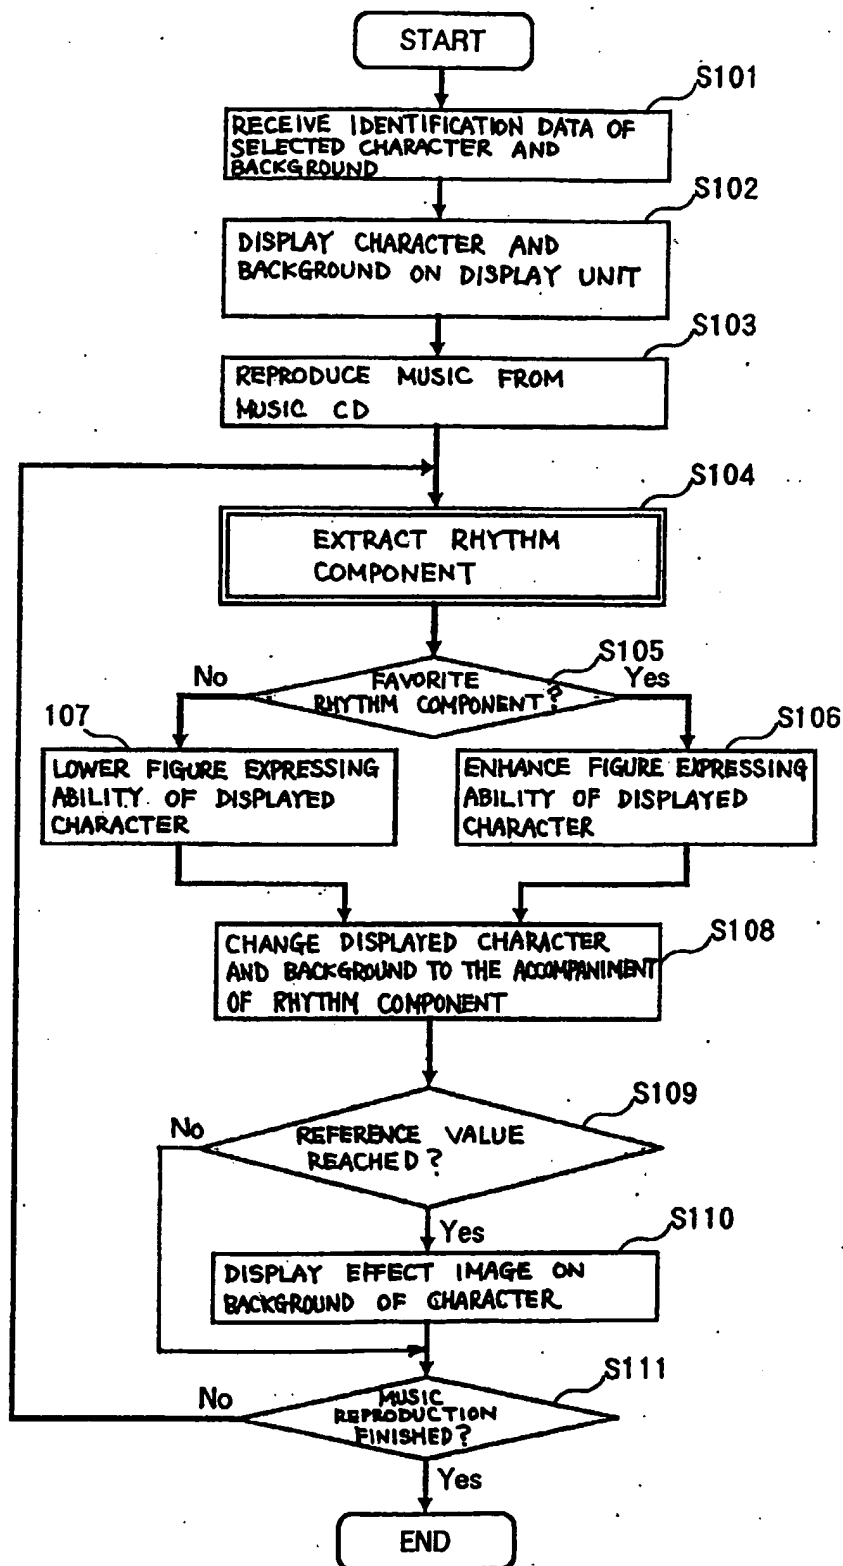 START
S101
RECEIVE IDENTIFICATION DATA OF
SELECTED CHARACTER AND
BACKGROUND
S102
DISPLAY CHARACTER AND
BACKGROUND ON DISPLAY UNIT
S103
REPRODUCE MUSIC FROM
MUSIC CD
S104
EXTRACT RHYTHM
COMPONENT
S105
FAVORITE
RHYTHM COMPONENT?
No
Yes
107
LOWER FIGURE EXPRESSING
ABILITY OF DISPLAYED
CHARACTER
S106
ENHANCE FIGURE EXPRESSING
ABILITY OF DISPLAYED
CHARACTER
S108
CHANGE DISPLAYED CHARACTER
AND BACKGROUND TO THE ACCOMPANIMENT
OF RHYTHM COMPONENT
S109
No
REFERENCE VALUE
REACHED?
Yes
S110
DISPLAY EFFECT IMAGE ON
BACKGROUND OF CHARACTER
S111
No
MUSIC
REPRODUCTION
FINISHED?
Yes
END